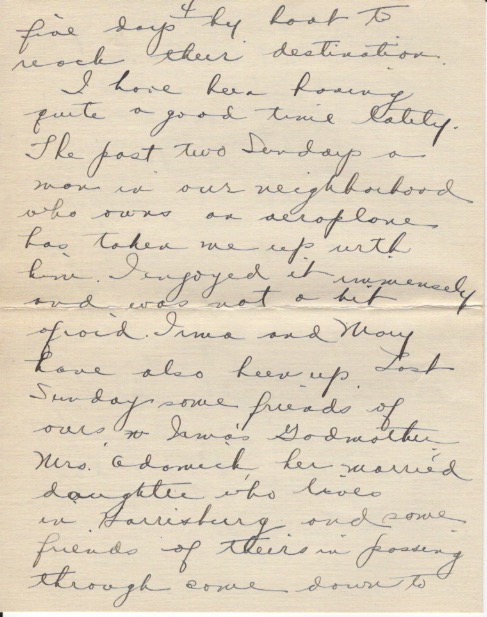 4
five days by boat to
reach their destination.
I have been having
quite a good time lately.
The past two Sundays a
man in our neighborhood
who owns an aeroplane
has taken me up with
him. I enjoyed it immensely
and was not a bit
afraid. Irma and Mary
have also been up. Last
Sunday some friends of
ours, Irma's Godmother
Mrs. Adamick, her married
daughter who lives
in Harrisburg and some
friends of theirs in passing
through came down to